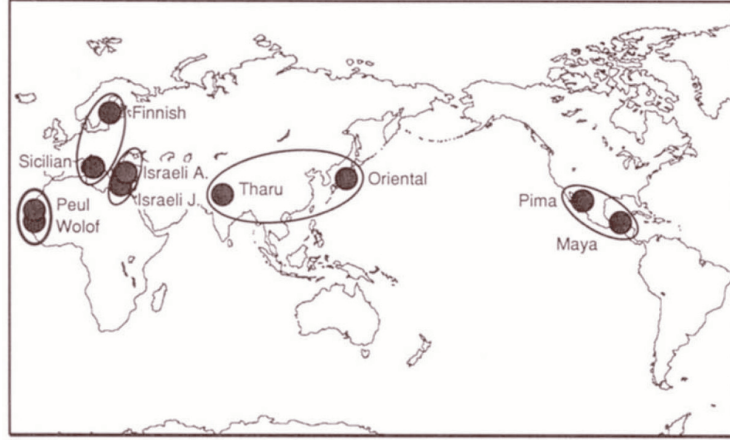 Finnish
Sicilian
Israeli A.
Israeli J.
Peul
Wolof
Tharu
Oriental
Pima
Maya